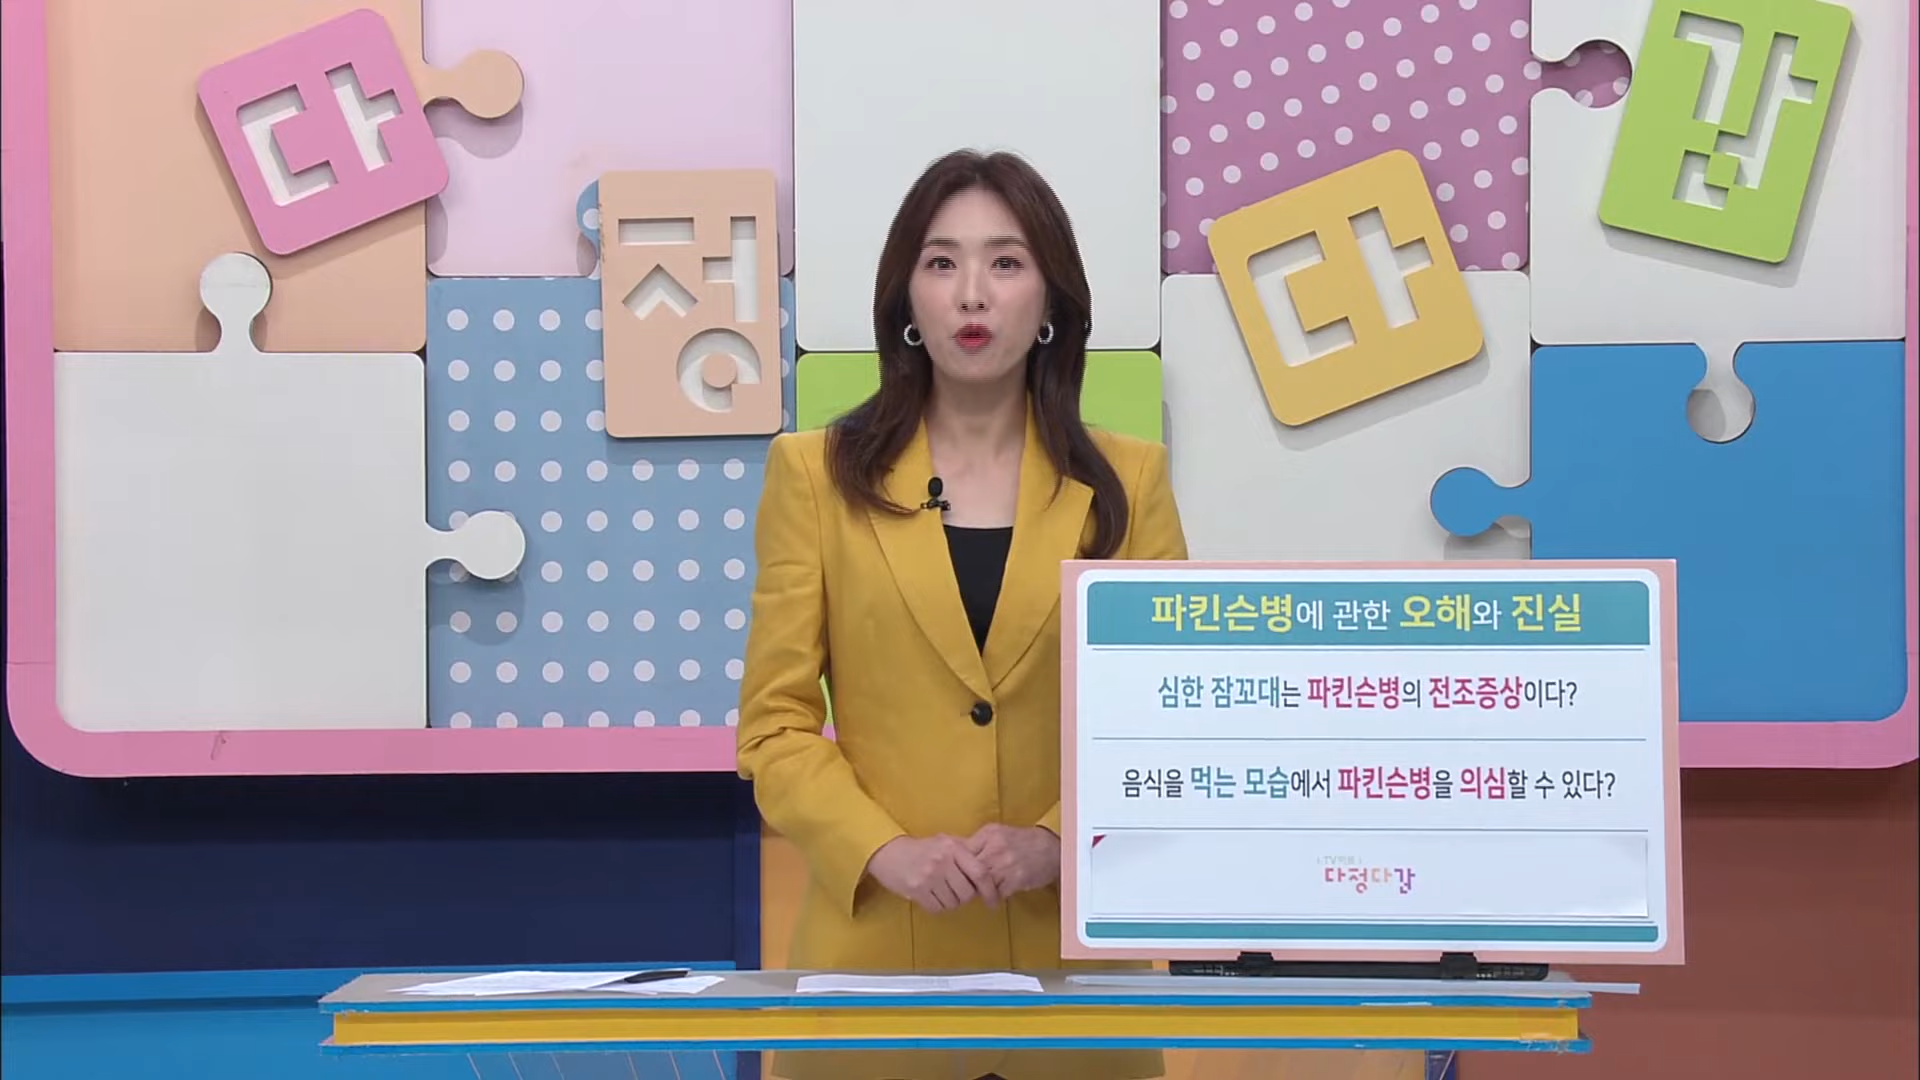 다
정
다
감
파킨슨병에 관한 오해와 진실
심한 잠꼬대는 파킨슨병의 전조증상이다?
음식을 먹는 모습에서 파킨슨병을 의심할 수 있다?
다정다감